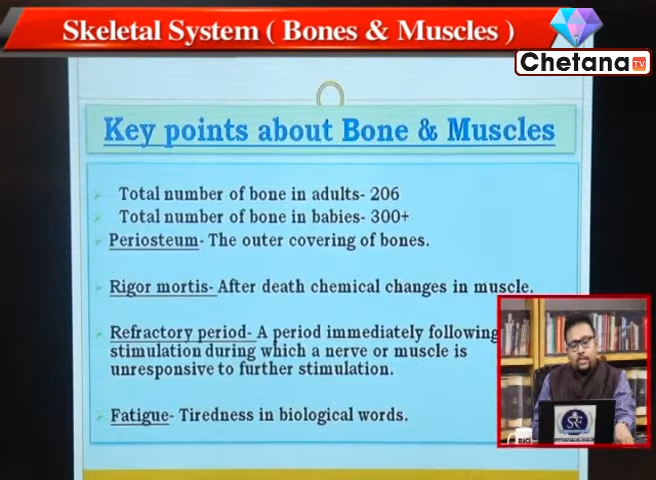 Skeletal System ( Bones & Muscles )
Chetana
TV
Key points about Bone & Muscles
Total number of bone in adults- 206
Total number of bone in babies- 300+
Periosteum- The outer covering of bones.
Rigor mortis- After death chemical changes in muscle.
Refractory period- A period immediately following
stimulation during which a nerve or muscle is
unresponsive to further stimulation.
Fatigue- Tiredness in biological words.